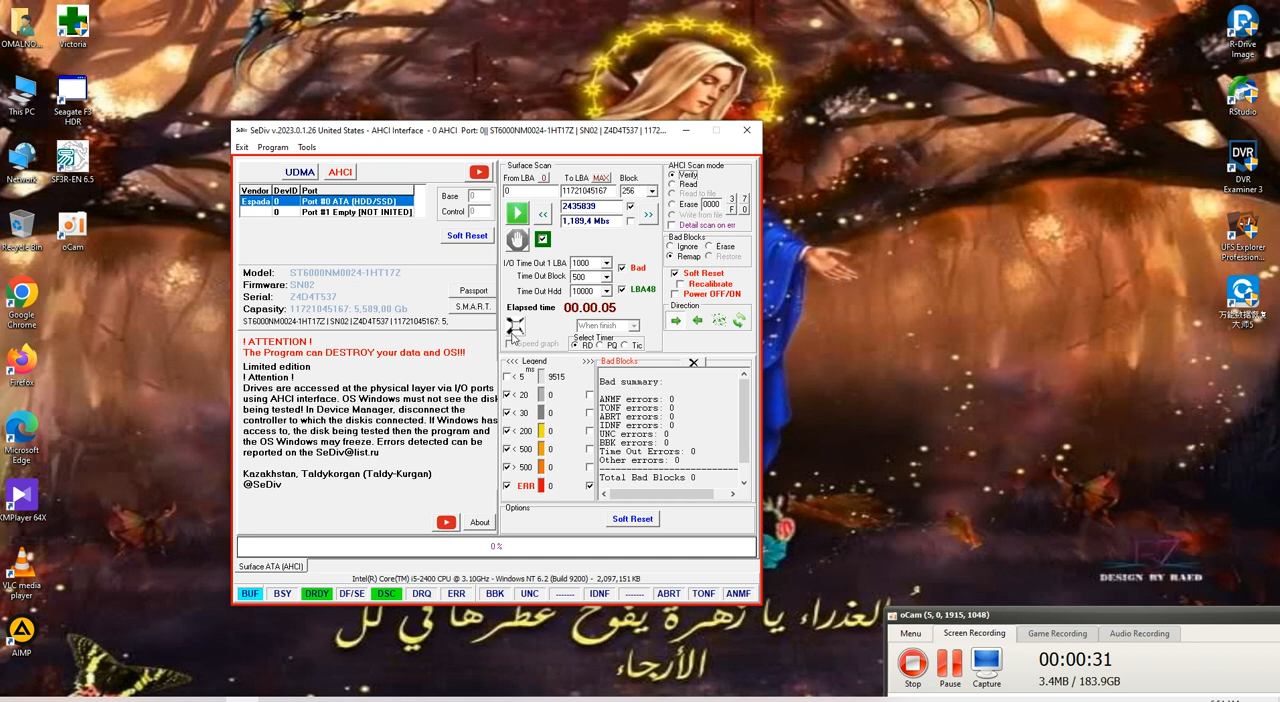 OMALNO...
Victoria
This PC
Seagate F3 HDR
Network
SF3R-EN 6.5
Recycle Bin
oCam
Google Chrome
Firefox
Microsoft Edge
KMPlayer 64X
VLC media player
AIMP
R-Drive Image
RStudio
DVR
DVR Examiner 3
UFS Explorer Profession...
SeDiv v.2023.0.1.26 United States - AHCI Interface - 0 AHCI Port: 0|| ST6000NM0024-1HT17Z | SN02 | Z4D4T537 | 1172...
Exit Program Tools
UDMA AHCI
Vendor DevID Port
Espada 0 Port #0 ATA (HDD/SSD)
0 Port #1 Empty [NOT INITED]
Base 0
Control 0
Soft Reset
Model: ST6000NM0024-1HT17Z
Firmware: SN02
Serial: Z4D4T537
Capacity: 11721045167: 5,589,00 Gb
Passport
S.M.A.R.T.
ST6000NM0024-1HT17Z | SN02 | Z4D4T537 | 11721045167: 5,
! ATTENTION !
The Program can DESTROY your data and OS!!!
Limited edition
! Attention !
Drives are accessed at the physical layer via I/O ports
using AHCI interface. OS Windows must not see the disk
being tested! In Device Manager, disconnect the
controller to which the diskis connected. If Windows has
access to, the disk being tested then the program and
the OS Windows may freeze. Errors detected can be
reported on the SeDiv@list.ru
Kazakhstan, Taldykorgan (Taldy-Kurgan)
@SeDiv
About
Surface Scan
From LBA 0 To LBA MAX Block
0 11721045167 256
<< 2435839 >>
1,189,4 Mbs
I/O Time Out 1 LBA 1000
Time Out Block 500 Bad
Time Out Hdd 10000 LBA48
Elapsed time 00.00.05
When finish
Speed graph
Select Timer
RD PQ Tic
AHCI Scan mode
Verify
Read
Read to file
Erase 0000 3 7
F 0
Write from file
Detail scan on err
Bad Blocks
Ignore Erase
Remap Restore
Soft Reset
Recalibrate
Power OFF/ON
Direction
<<< Legend >>>
ms
< 5 9515
< 20 0
< 30 0
< 200 0
< 500 0
> 500 0
ERR 0
Bad Blocks
Bad summary:
ANMF errors: 0
TONF errors: 0
ABRT errors: 0
IDNF errors: 0
UNC errors: 0
BBK errors: 0
Time Out Errors: 0
Other errors: 0
Total Bad Blocks 0
Options
Soft Reset
0 %
Surface ATA (AHCI)
Intel(R) Core(TM) i5-2400 CPU @ 3.10GHz - Windows NT 6.2 (Build 9200) - 2,097,151 KB
BUF BSY DRDY DF/SE DSC DRQ ERR BBK UNC ------ IDNF ------ ABRT TONF ANMF
DESIGN BY RAED
العذراء يا زهرة يفوح عطرها في كل
الأرجاء
oCam (5, 0, 1915, 1048)
Menu Screen Recording Game Recording Audio Recording
Stop Pause Capture
00:00:31
3.4MB / 183.9GB